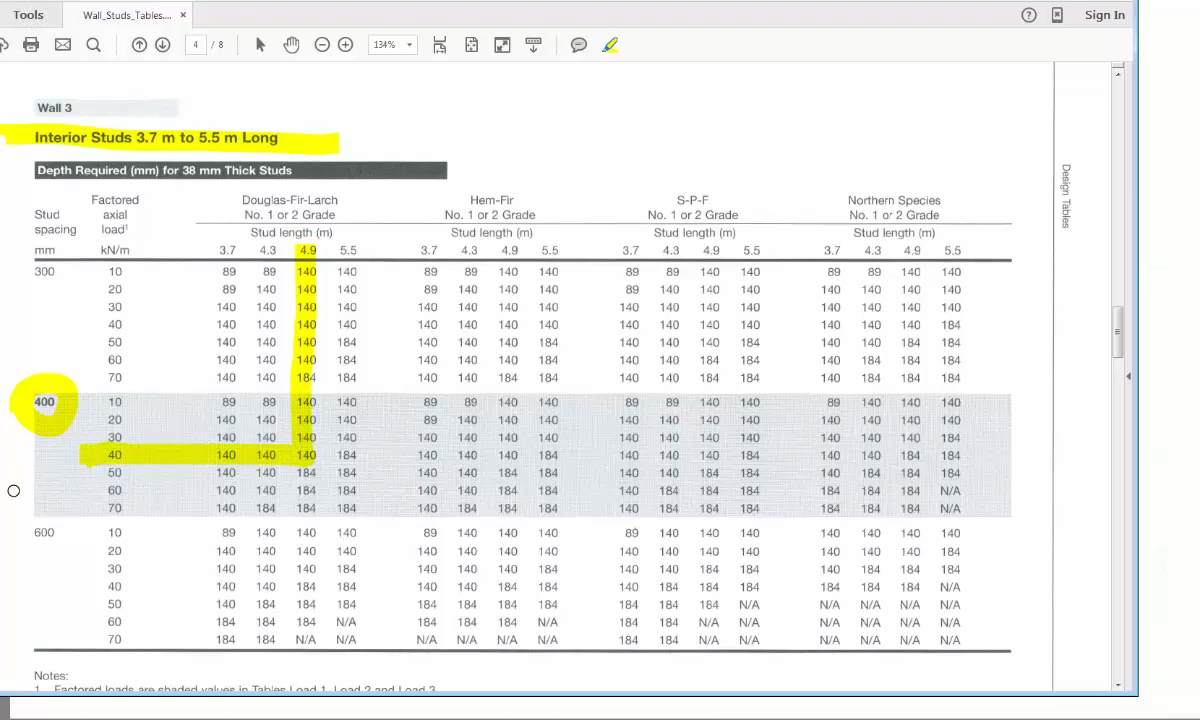 Tools Wall_Studs_Tables.... × Sign In
4 / 8 134%
Wall 3
Interior Studs 3.7 m to 5.5 m Long
Depth Required (mm) for 38 mm Thick Studs
Factored Douglas-Fir-Larch Hem-Fir S-P-F Northern Species
Stud axial No. 1 or 2 Grade No. 1 or 2 Grade No. 1 or 2 Grade No. 1 or 2 Grade
spacing load¹ Stud length (m) Stud length (m) Stud length (m) Stud length (m)
mm kN/m 3.7 4.3 4.9 5.5 3.7 4.3 4.9 5.5 3.7 4.3 4.9 5.5 3.7 4.3 4.9 5.5
300 10 89 89 140 140 89 89 140 140 89 89 140 140 89 89 140 140
20 89 140 140 140 89 140 140 140 89 140 140 140 140 140 140 140
30 140 140 140 140 140 140 140 140 140 140 140 140 140 140 140 140
40 140 140 140 140 140 140 140 140 140 140 140 140 140 140 140 184
50 140 140 140 184 140 140 140 184 140 140 140 184 140 140 184 184
60 140 140 140 184 140 140 140 184 140 140 184 184 140 184 184 184
70 140 140 184 184 140 140 184 184 140 140 184 184 140 184 184 184
400 10 89 89 140 140 89 89 140 140 89 89 140 140 89 140 140 140
20 140 140 140 140 89 140 140 140 140 140 140 140 140 140 140 140
30 140 140 140 140 140 140 140 140 140 140 140 140 140 140 140 184
40 140 140 140 184 140 140 140 184 140 140 140 184 140 140 184 184
50 140 140 184 184 140 140 184 184 140 140 184 184 140 184 184 184
60 140 140 184 184 140 140 184 184 140 184 184 184 184 184 184 N/A
70 140 184 184 184 140 184 184 184 140 184 184 184 184 184 184 N/A
600 10 89 140 140 140 89 140 140 140 89 140 140 140 140 140 140 140
20 140 140 140 140 140 140 140 140 140 140 140 140 140 140 140 184
30 140 140 140 184 140 140 140 184 140 140 184 184 140 184 184 184
40 140 140 184 184 140 140 184 184 140 184 184 184 184 184 184 N/A
50 140 184 184 184 184 184 184 184 184 184 184 N/A N/A N/A N/A N/A
60 184 184 184 N/A 184 184 184 N/A 184 184 N/A N/A N/A N/A N/A N/A
70 184 184 N/A N/A N/A N/A N/A N/A 184 184 N/A N/A N/A N/A N/A N/A
Notes:
1. Factored loads are shaded values in Tables Load 1, Load 2 and Load 3.
Design Tables